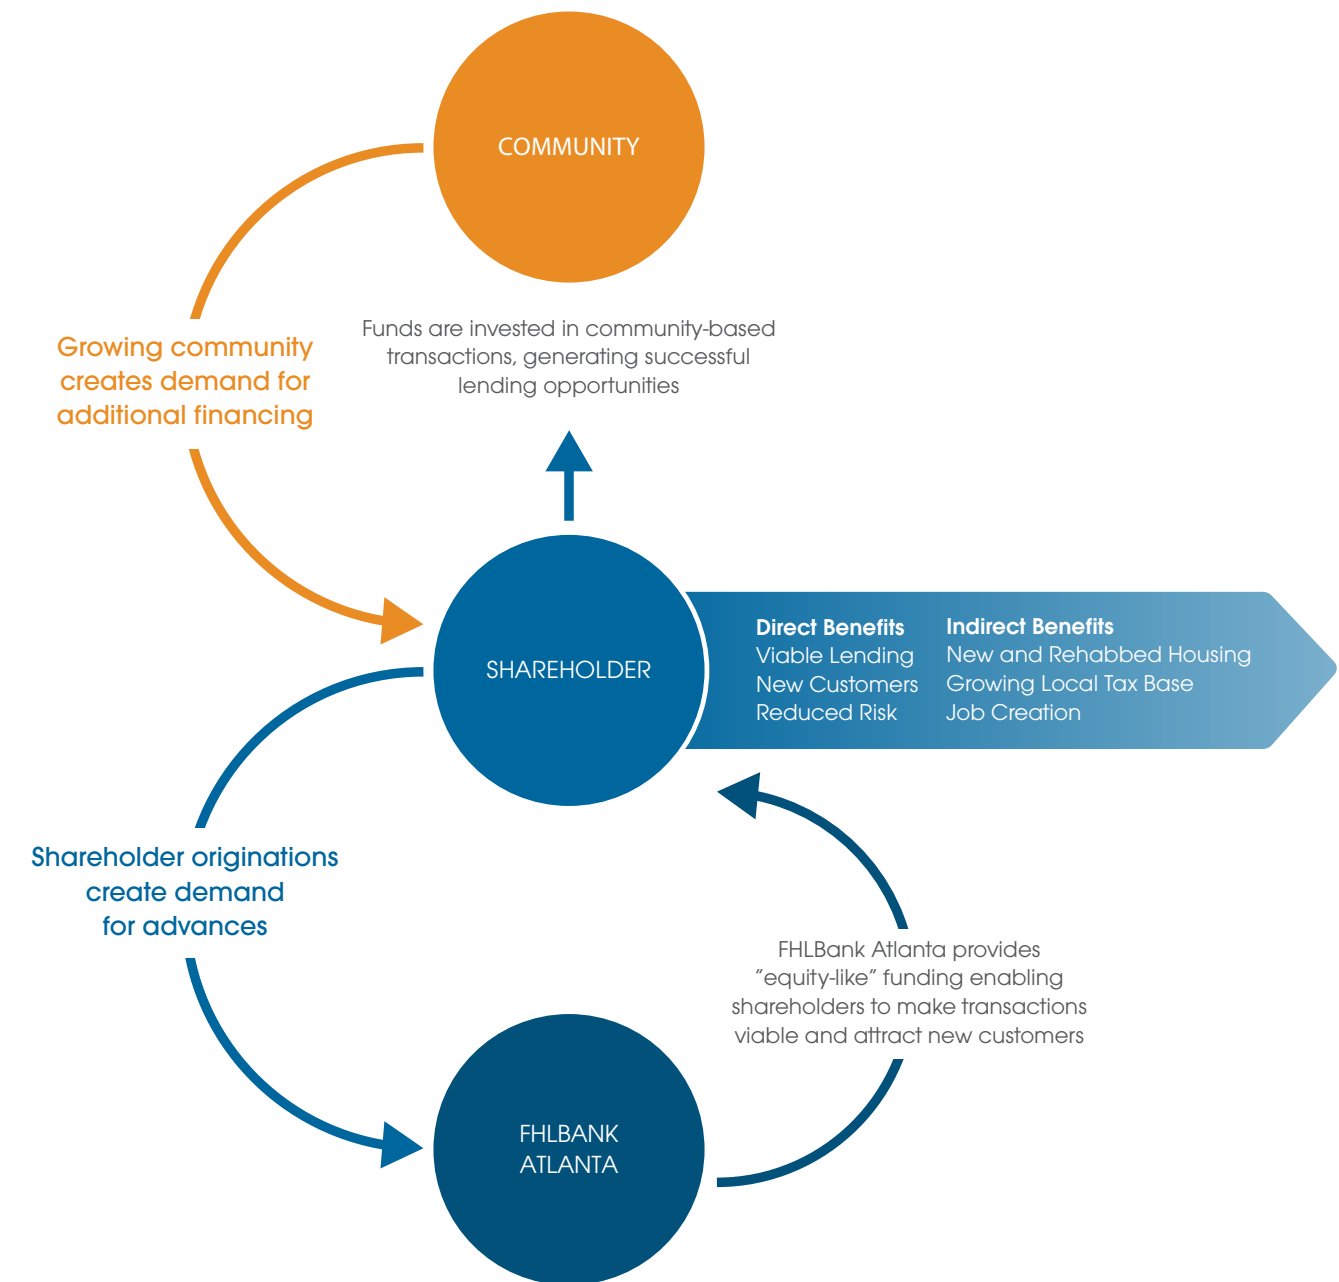 COMMUNITY
Growing community
creates demand for
additional financing
Funds are invested in community-based
transactions, generating successful
lending opportunities
SHAREHOLDER
Direct Benefits
Viable Lending
New Customers
Reduced Risk
Indirect Benefits
New and Rehabbed Housing
Growing Local Tax Base
Job Creation
Shareholder originations
create demand
for advances
FHLBank Atlanta provides
"equity-like" funding enabling
shareholders to make transactions
viable and attract new customers
FHLBANK
ATLANTA